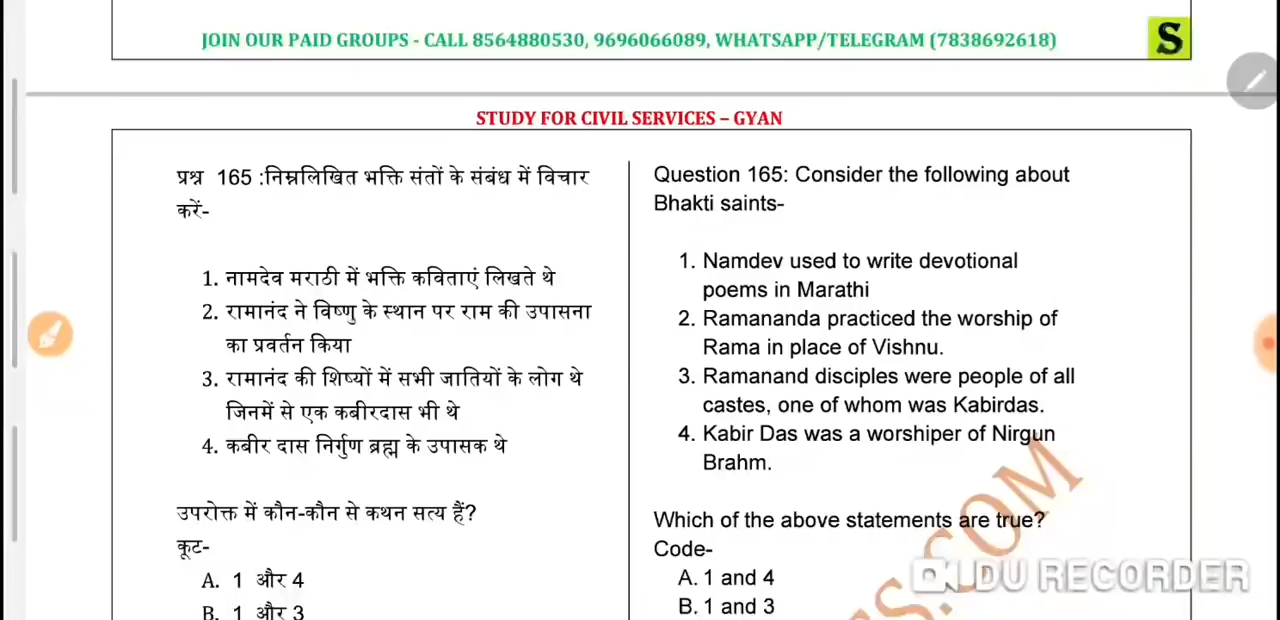 JOIN OUR PAID GROUPS - CALL 8564880530, 9696066089, WHATSAPP/TELEGRAM (7838692618)
S
STUDY FOR CIVIL SERVICES – GYAN
प्रश्न 165 :निम्नलिखित भक्ति संतों के संबंध में विचार
करें-
1. नामदेव मराठी में भक्ति कविताएं लिखते थे
2. रामानंद ने विष्णु के स्थान पर राम की उपासना
का प्रवर्तन किया
3. रामानंद की शिष्यों में सभी जातियों के लोग थे
जिनमें से एक कबीरदास भी थे
4. कबीर दास निर्गुण ब्रह्म के उपासक थे
उपरोक्त में कौन-कौन से कथन सत्य हैं?
कूट-
A. 1 और 4
B. 1 और 3
Question 165: Consider the following about
Bhakti saints-
1. Namdev used to write devotional
poems in Marathi
2. Ramananda practiced the worship of
Rama in place of Vishnu.
3. Ramanand disciples were people of all
castes, one of whom was Kabirdas.
4. Kabir Das was a worshiper of Nirgun
Brahm.
Which of the above statements are true?
Code-
A. 1 and 4
B. 1 and 3
S.COM
DU RECORDER